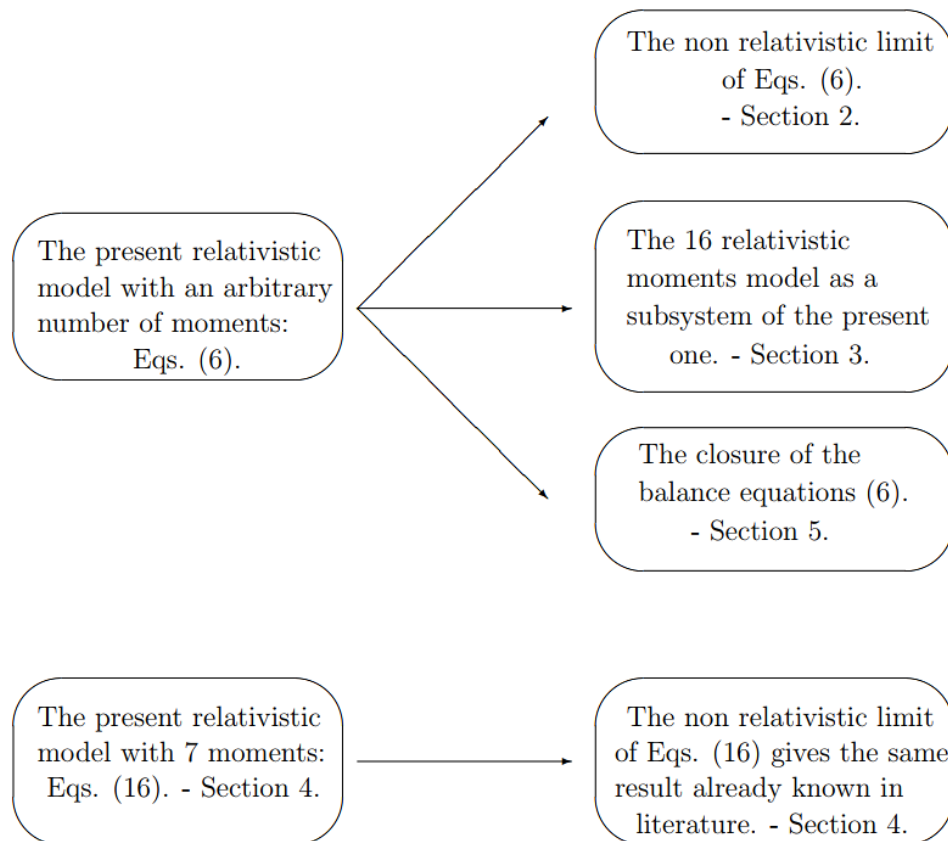 The non relativistic limit
of Eqs. (6).
- Section 2.
The present relativistic
model with an arbitrary
number of moments:
Eqs. (6).
The 16 relativistic
moments model as a
subsystem of the present
one. - Section 3.
The closure of the
balance equations (6).
- Section 5.
The present relativistic
model with 7 moments:
Eqs. (16). - Section 4.
The non relativistic limit
of Eqs. (16) gives the same
result already known in
literature. - Section 4.